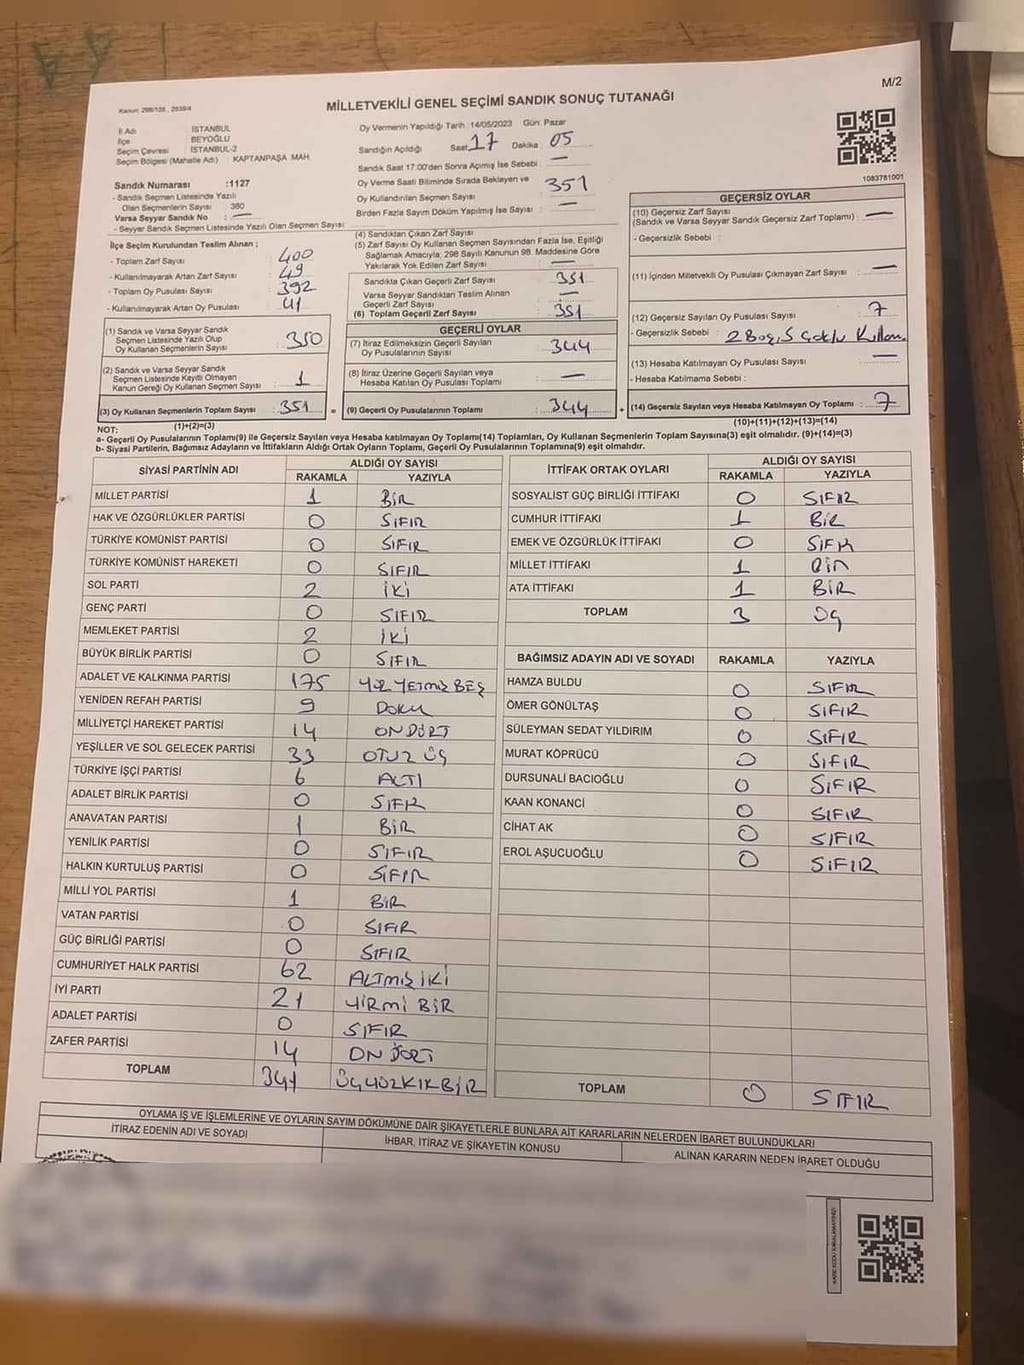 M/2
Kanun: 298/105 , 2839/4
MİLLETVEKİLİ GENEL SEÇİMİ SANDIK SONUÇ TUTANAĞI
İl Adı İSTANBUL
İlçe BEYOĞLU
Seçim Çevresi İSTANBUL-2
Seçim Bölgesi (Mahalle Adı) KAPTANPAŞA MAH.
Sandık Numarası :1127
- Sandık Seçmen Listesinde Yazılı
Olan Seçmenlerin Sayısı 380
Varsa Seyyar Sandık No : —
- Seyyar Sandık Seçmen Listesinde Yazılı Olan Seçmen Sayısı:
İlçe Seçim Kurulundan Teslim Alınan ;
- Toplam Zarf Sayısı : 400
- Kullanılmayarak Artan Zarf Sayısı : 49
- Toplam Oy Pusulası Sayısı : 392
- Kullanılmayarak Artan Oy Pusulası : 41
(1) Sandık ve Varsa Seyyar Sandık
Seçmen Listesinde Yazılı Olup
Oy Kullanan Seçmenlerin Sayısı : 350
(2) Sandık ve Varsa Seyyar Sandık
Seçmen Listesinde Kayıtlı Olmayan
Kanun Gereği Oy Kullanan Seçmen Sayısı : 1
(3) Oy Kullanan Seçmenlerin Toplam Sayısı : 351
(1)+(2)=(3)
Oy Vermenin Yapıldığı Tarih :14/05/2023 Gün: Pazar
Sandığın Açıldığı Saat 17 Dakika 05
Sandık Saat 17:00'den Sonra Açımış İse Sebebi : —
Oy Verme Saati Bitiminde Sırada Bekleyen ve
Oy Kullandırılan Seçmen Sayısı : 351
Birden Fazla Sayım Döküm Yapılmış İse Sayısı : —
(4) Sandıktan Çıkan Zarf Sayısı :
(5) Zarf Sayısı Oy Kullanan Seçmen Sayısından Fazla İse, Eşitliği
Sağlamak Amacıyla; 298 Sayılı Kanunun 98. Maddesine Göre
Yakılarak Yok Edilen Zarf Sayısı : —
Sandıkta Çıkan Geçerli Zarf Sayısı : 351
Varsa Seyyar Sandıktan Teslim Alınan
Geçerli Zarf Sayısı : —
(6) Toplam Geçerli Zarf Sayısı : 351
GEÇERLİ OYLAR
(7) İtiraz Edilmeksizin Geçerli Sayılan
Oy Pusulalarının Sayısı : 344
(8) İtiraz Üzerine Geçerli Sayılan veya
Hesaba Katılan Oy Pusulası Toplamı : —
= (9) Geçerli Oy Pusulalarının Toplamı : 344 +
1083781001
GEÇERSİZ OYLAR
(10) Geçersiz Zarf Sayısı
(Sandık ve Varsa Seyyar Sandık Geçersiz Zarf Toplamı) : —
- Geçersizlik Sebebi :
(11) İçinden Milletvekili Oy Pusulası Çıkmayan Zarf Sayısı : —
(12) Geçersiz Sayılan Oy Pusulası Sayısı : 7
- Geçersizlik Sebebi : 2 Boş, 5 Çoklu Kullan.
(13) Hesaba Katılmayan Oy Pusulası Sayısı : —
- Hesaba Katılmama Sebebi :
(14) Geçersiz Sayılan veya Hesaba Katılmayan Oy Toplamı : 7
(10)+(11)+(12)+(13)=(14)
NOT:
a- Geçerli Oy Pusulalarının Toplamı(9) ile Geçersiz Sayılan veya Hesaba katılmayan Oy Toplamı(14) Toplamları, Oy Kullanan Seçmenlerin Toplam Sayısına(3) eşit olmalıdır. (9)+(14)=(3)
b- Siyasi Partilerin, Bağımsız Adayların ve İttifakların Aldığı Ortak Oyların Toplamı, Geçerli Oy Pusulalarının Toplamına(9) eşit olmalıdır.
SİYASİ PARTİNİN ADI ALDIĞI OY SAYISI
RAKAMLA YAZIYLA
MİLLET PARTİSİ 1 BİR
HAK VE ÖZGÜRLÜKLER PARTİSİ 0 SIFIR
TÜRKİYE KOMÜNİST PARTİSİ 0 SIFIR
TÜRKİYE KOMÜNİST HAREKETİ 0 SIFIR
SOL PARTİ 2 İKİ
GENÇ PARTİ 0 SIFIR
MEMLEKET PARTİSİ 2 İKİ
BÜYÜK BİRLİK PARTİSİ 0 SIFIR
ADALET VE KALKINMA PARTİSİ 175 YÜZ YETMİŞ BEŞ
YENİDEN REFAH PARTİSİ 9 DOKU
MİLLİYETÇİ HAREKET PARTİSİ 14 ON DÖRT
YEŞİLLER VE SOL GELECEK PARTİSİ 33 OTUZ ÜÇ
TÜRKİYE İŞÇİ PARTİSİ 6 ALTI
ADALET BİRLİK PARTİSİ 0 SIFIR
ANAVATAN PARTİSİ 1 BİR
YENİLİK PARTİSİ 0 SIFIR
HALKIN KURTULUŞ PARTİSİ 0 SIFIR
MİLLİ YOL PARTİSİ 1 BİR
VATAN PARTİSİ 0 SIFIR
GÜÇ BİRLİĞİ PARTİSİ 0 SIFIR
CUMHURİYET HALK PARTİSİ 62 ALTMIŞ İKİ
İYİ PARTİ 21 YİRMİ BİR
ADALET PARTİSİ 0 SIFIR
ZAFER PARTİSİ 14 ON DÖRT
TOPLAM 341 ÜÇYÜZKIKBİR
İTTİFAK ORTAK OYLARI ALDIĞI OY SAYISI
RAKAMLA YAZIYLA
SOSYALİST GÜÇ BİRLİĞİ İTTİFAKI 0 SIFIR
CUMHUR İTTİFAKI 1 BİR
EMEK VE ÖZGÜRLÜK İTTİFAKI 0 SIFIR
MİLLET İTTİFAKI 1 BİR
ATA İTTİFAKI 1 BİR
TOPLAM 3 ÜÇ
BAĞIMSIZ ADAYIN ADI VE SOYADI RAKAMLA YAZIYLA
HAMZA BULDU 0 SIFIR
ÖMER GÖNÜLTAŞ 0 SIFIR
SÜLEYMAN SEDAT YILDIRIM 0 SIFIR
MURAT KÖPRÜCÜ 0 SIFIR
DURSUNALİ BACIOĞLU 0 SIFIR
KAAN KONANCİ 0 SIFIR
CİHAT AK 0 SIFIR
EROL AŞUCUOĞLU 0 SIFIR
TOPLAM 0 SIFIR
OYLAMA İŞ VE İŞLEMLERİNE VE OYLARIN SAYIM DÖKÜMÜNE DAİR ŞİKAYETLERLE BUNLARA AİT KARARLARIN NELERDEN İBARET BULUNDUKLARI
İTİRAZ EDENİN ADI VE SOYADI İHBAR, İTİRAZ VE ŞİKAYETİN KONUSU ALINAN KARARIN NEDEN İBARET OLDUĞU
KARE KODU KARALAMAYINIZ!